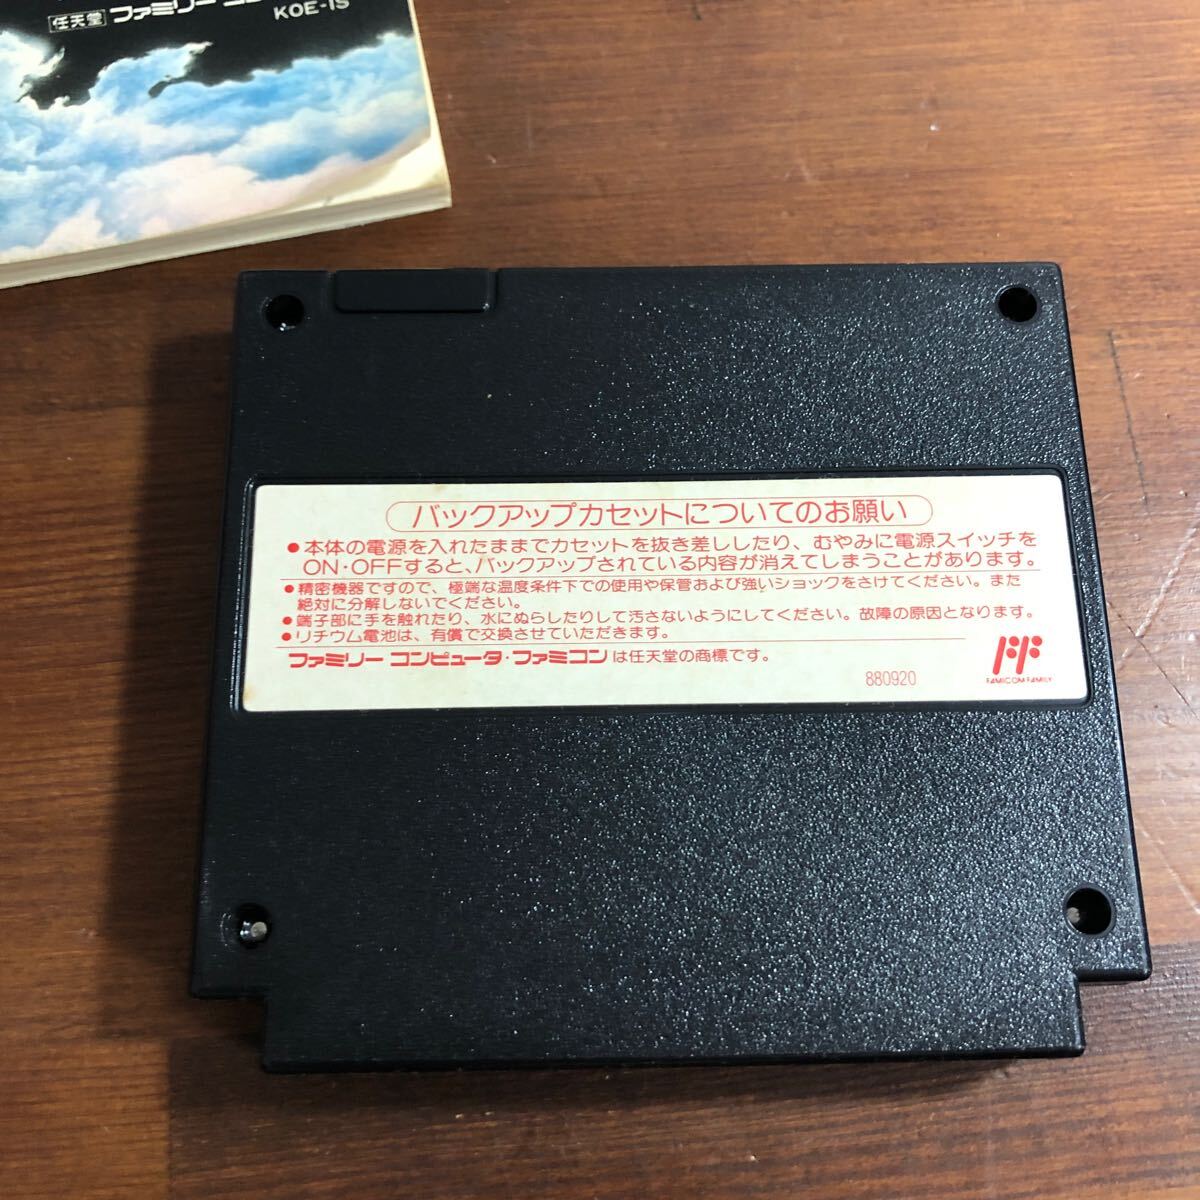 任天堂 ファミリー コン
KOE-IS
バックアップカセットについてのお願い
●本体の電源を入れたままでカセットを抜き差ししたり、むやみに電源スイッチを
ON・OFFすると、バックアップされている内容が消えてしまうことがあります。
●精密機器ですので、極端な温度条件下での使用や保管および強いショックをさけてください。また
絶対に分解しないでください。
●端子部に手を触れたり、水にぬらしたりして汚さないようにしてください。故障の原因となります。
●リチウム電池は、有償で交換させていただきます。
ファミリー コンピュータ・ファミコンは任天堂の商標です。
880920
FAMICOM FAMILY